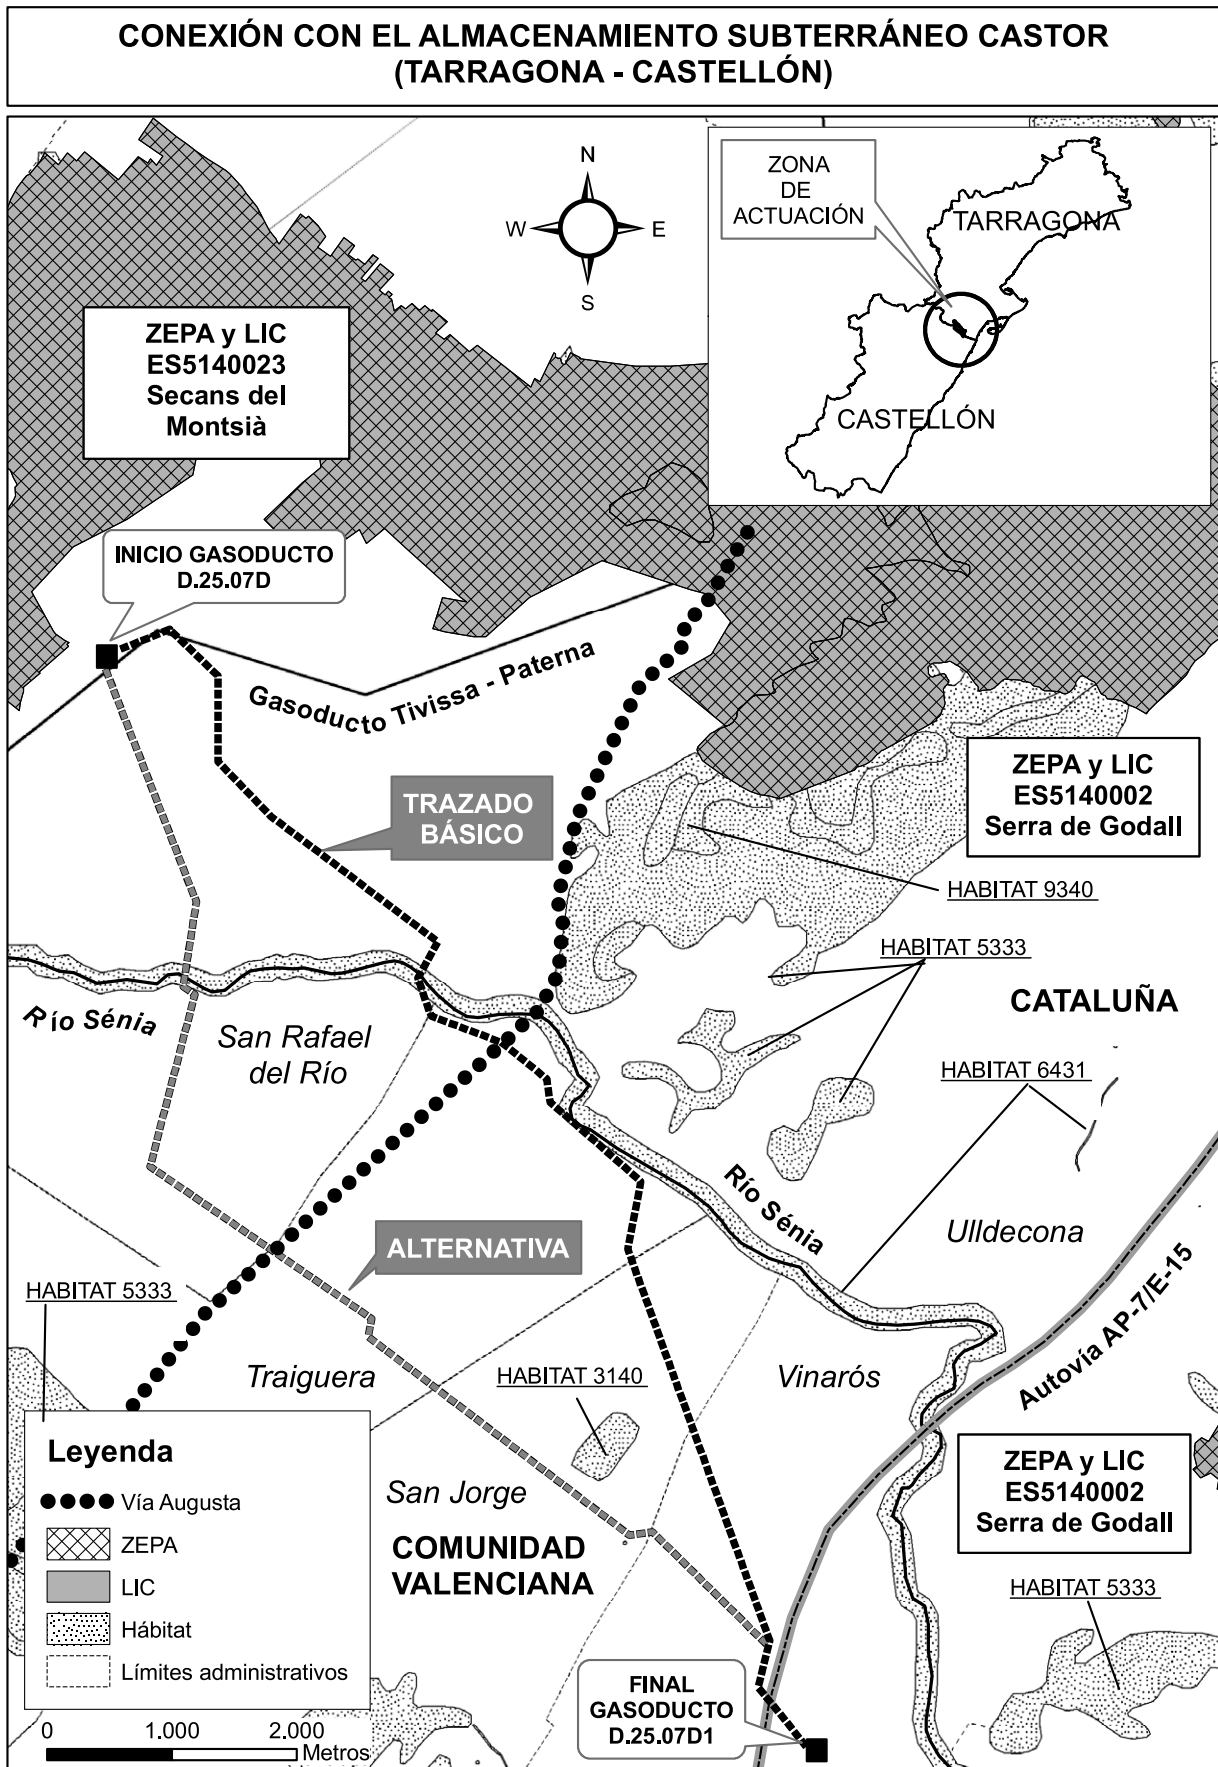 CONEXIÓN CON EL ALMACENAMIENTO SUBTERRÁNEO CASTOR
(TARRAGONA - CASTELLÓN)
N
W
E
S
ZONA
DE
ACTUACIÓN
TARRAGONA
CASTELLÓN
ZEPA y LIC
ES5140023
Secans del
Montsià
INICIO GASODUCTO
D.25.07D
Gasoducto Tivissa - Paterna
TRAZADO
BÁSICO
ZEPA y LIC
ES5140002
Serra de Godall
HABITAT 9340
HABITAT 5333
CATALUÑA
Río Sénia
San Rafael
del Río
HABITAT 6431
Río Sénia
Ulldecona
ALTERNATIVA
HABITAT 5333
Autovía AP-7/E-15
Traiguera
HABITAT 3140
Vinarós
San Jorge
COMUNIDAD
VALENCIANA
ZEPA y LIC
ES5140002
Serra de Godall
HABITAT 5333
FINAL
GASODUCTO
D.25.07D1
Leyenda
Vía Augusta
ZEPA
LIC
Hábitat
Límites administrativos
0 1.000 2.000
Metros